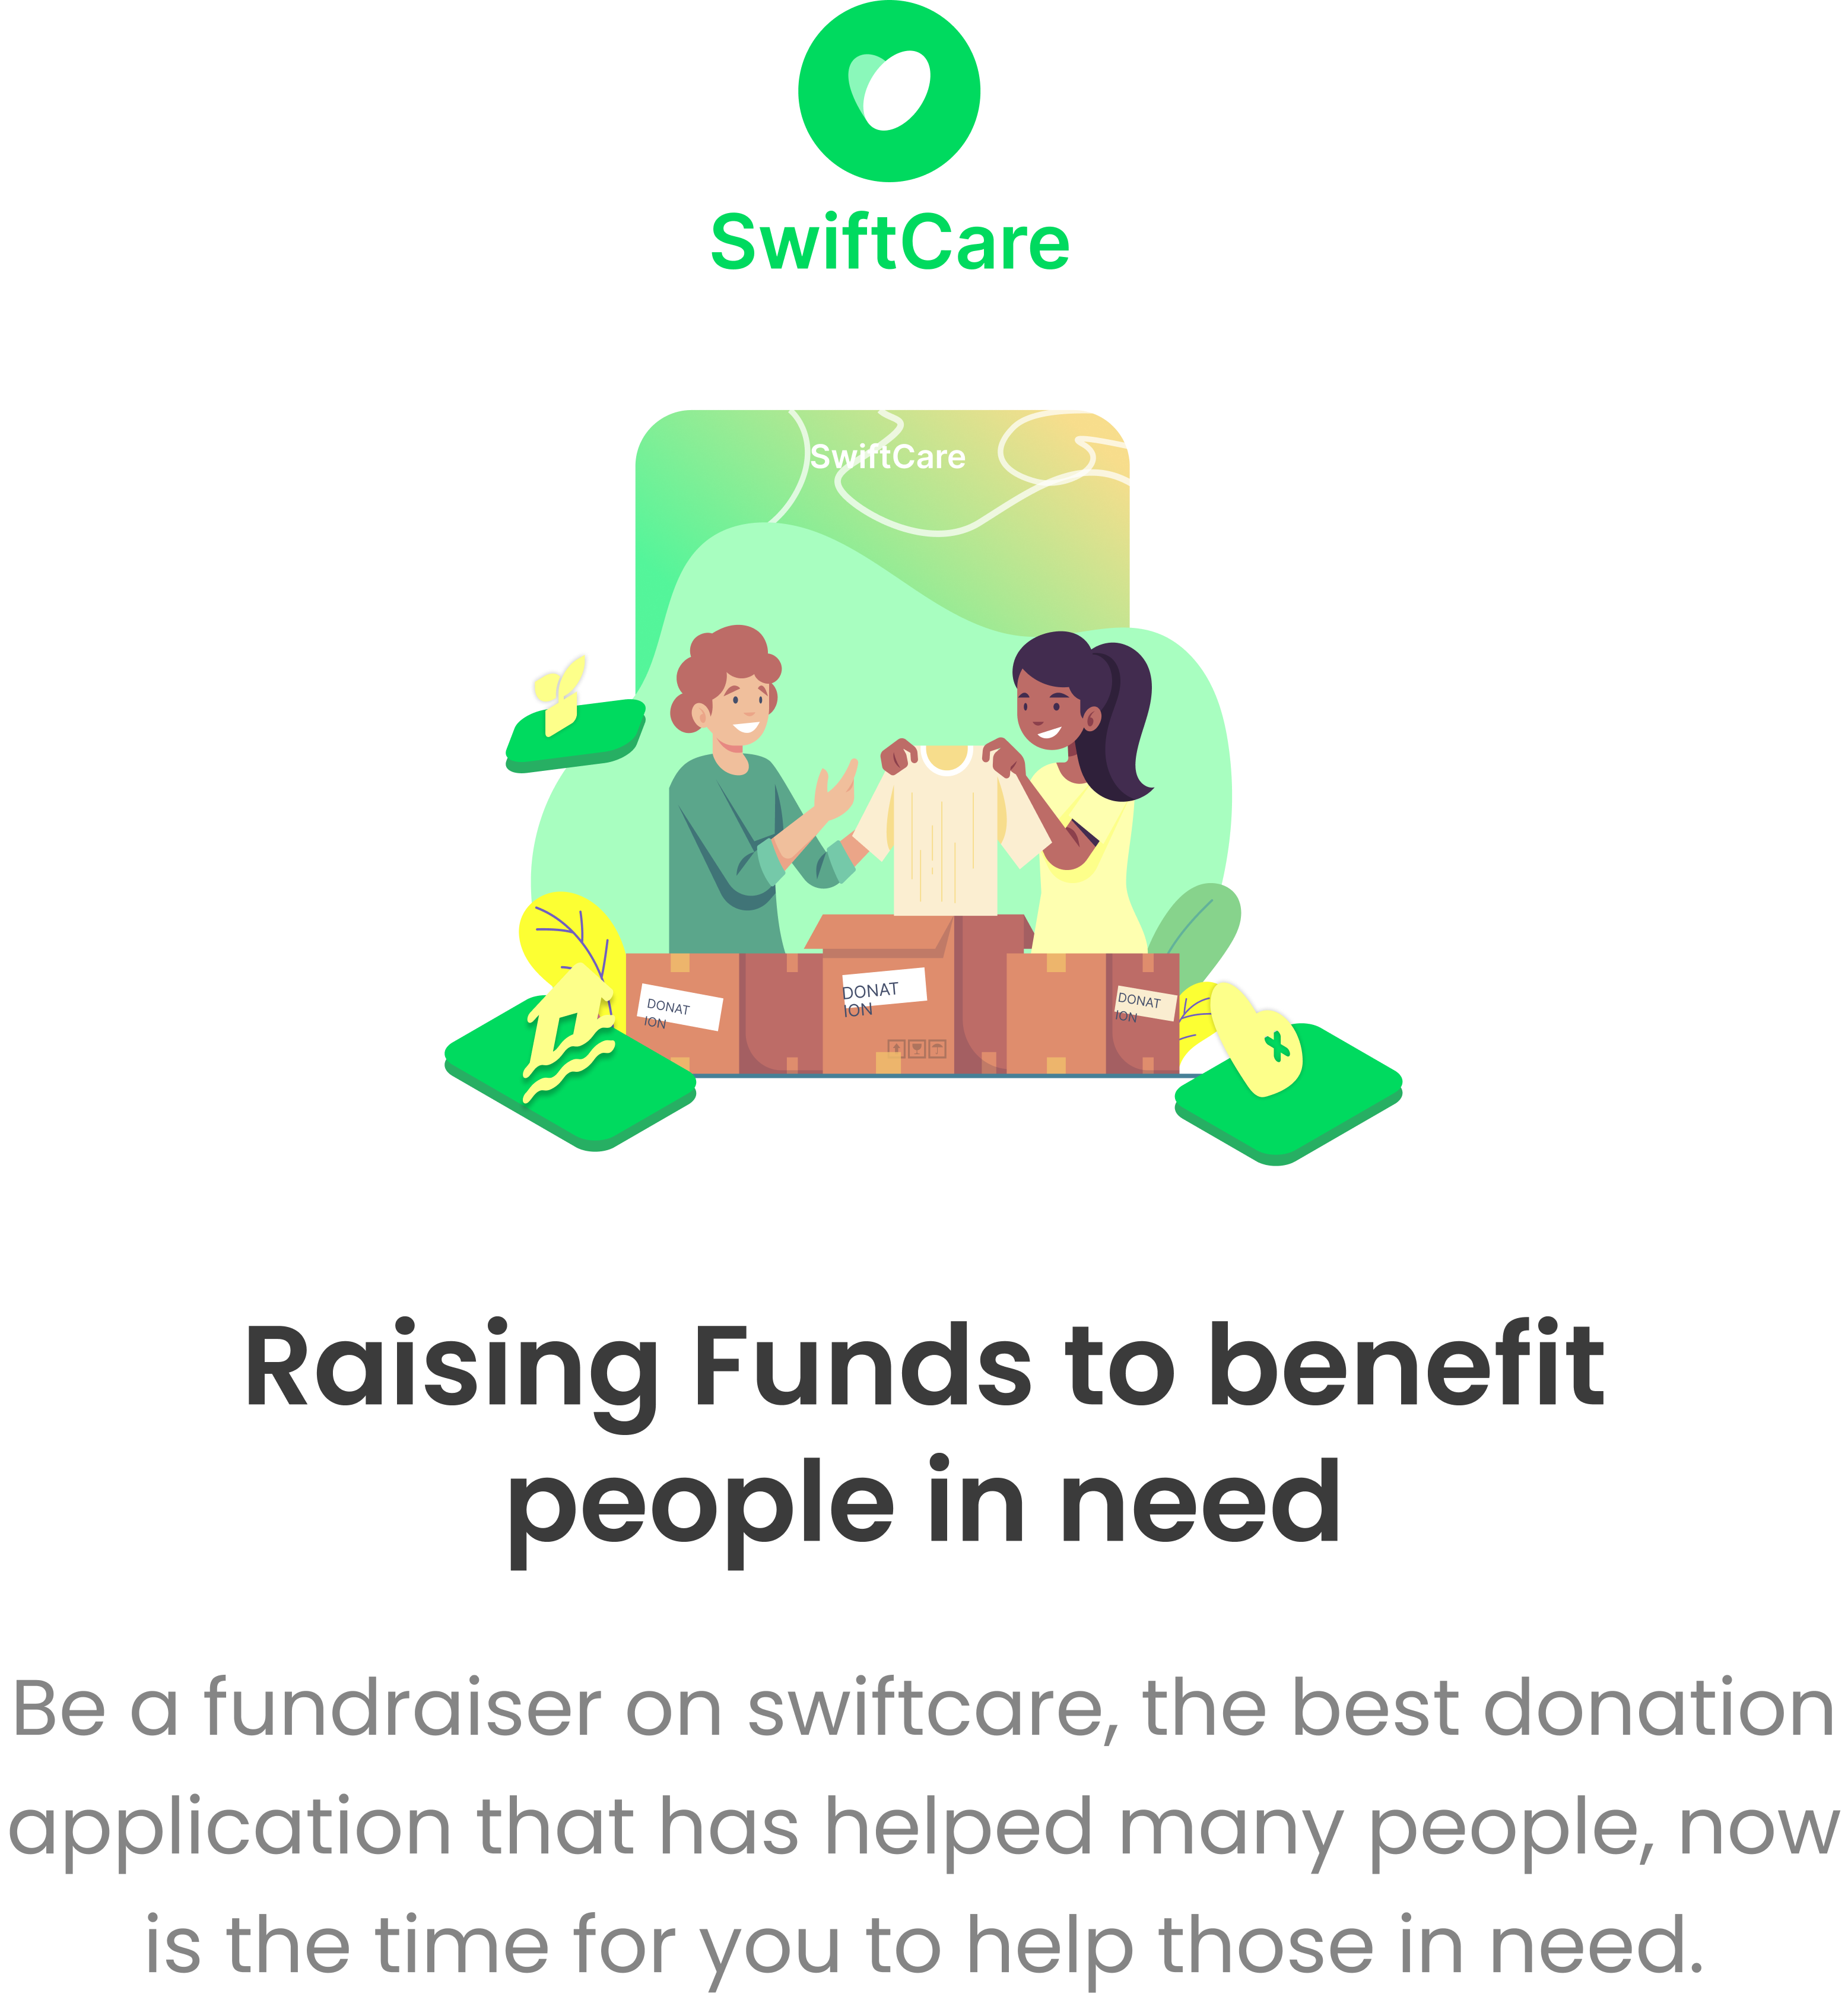 SwiftCare
SwiftCare
DONAT
ION
DONAT
ION
DONAT
ION
Raising Funds to benefit
people in need
Be a fundraiser on swiftcare, the best donation
application that has helped many people, now
is the time for you to help those in need.